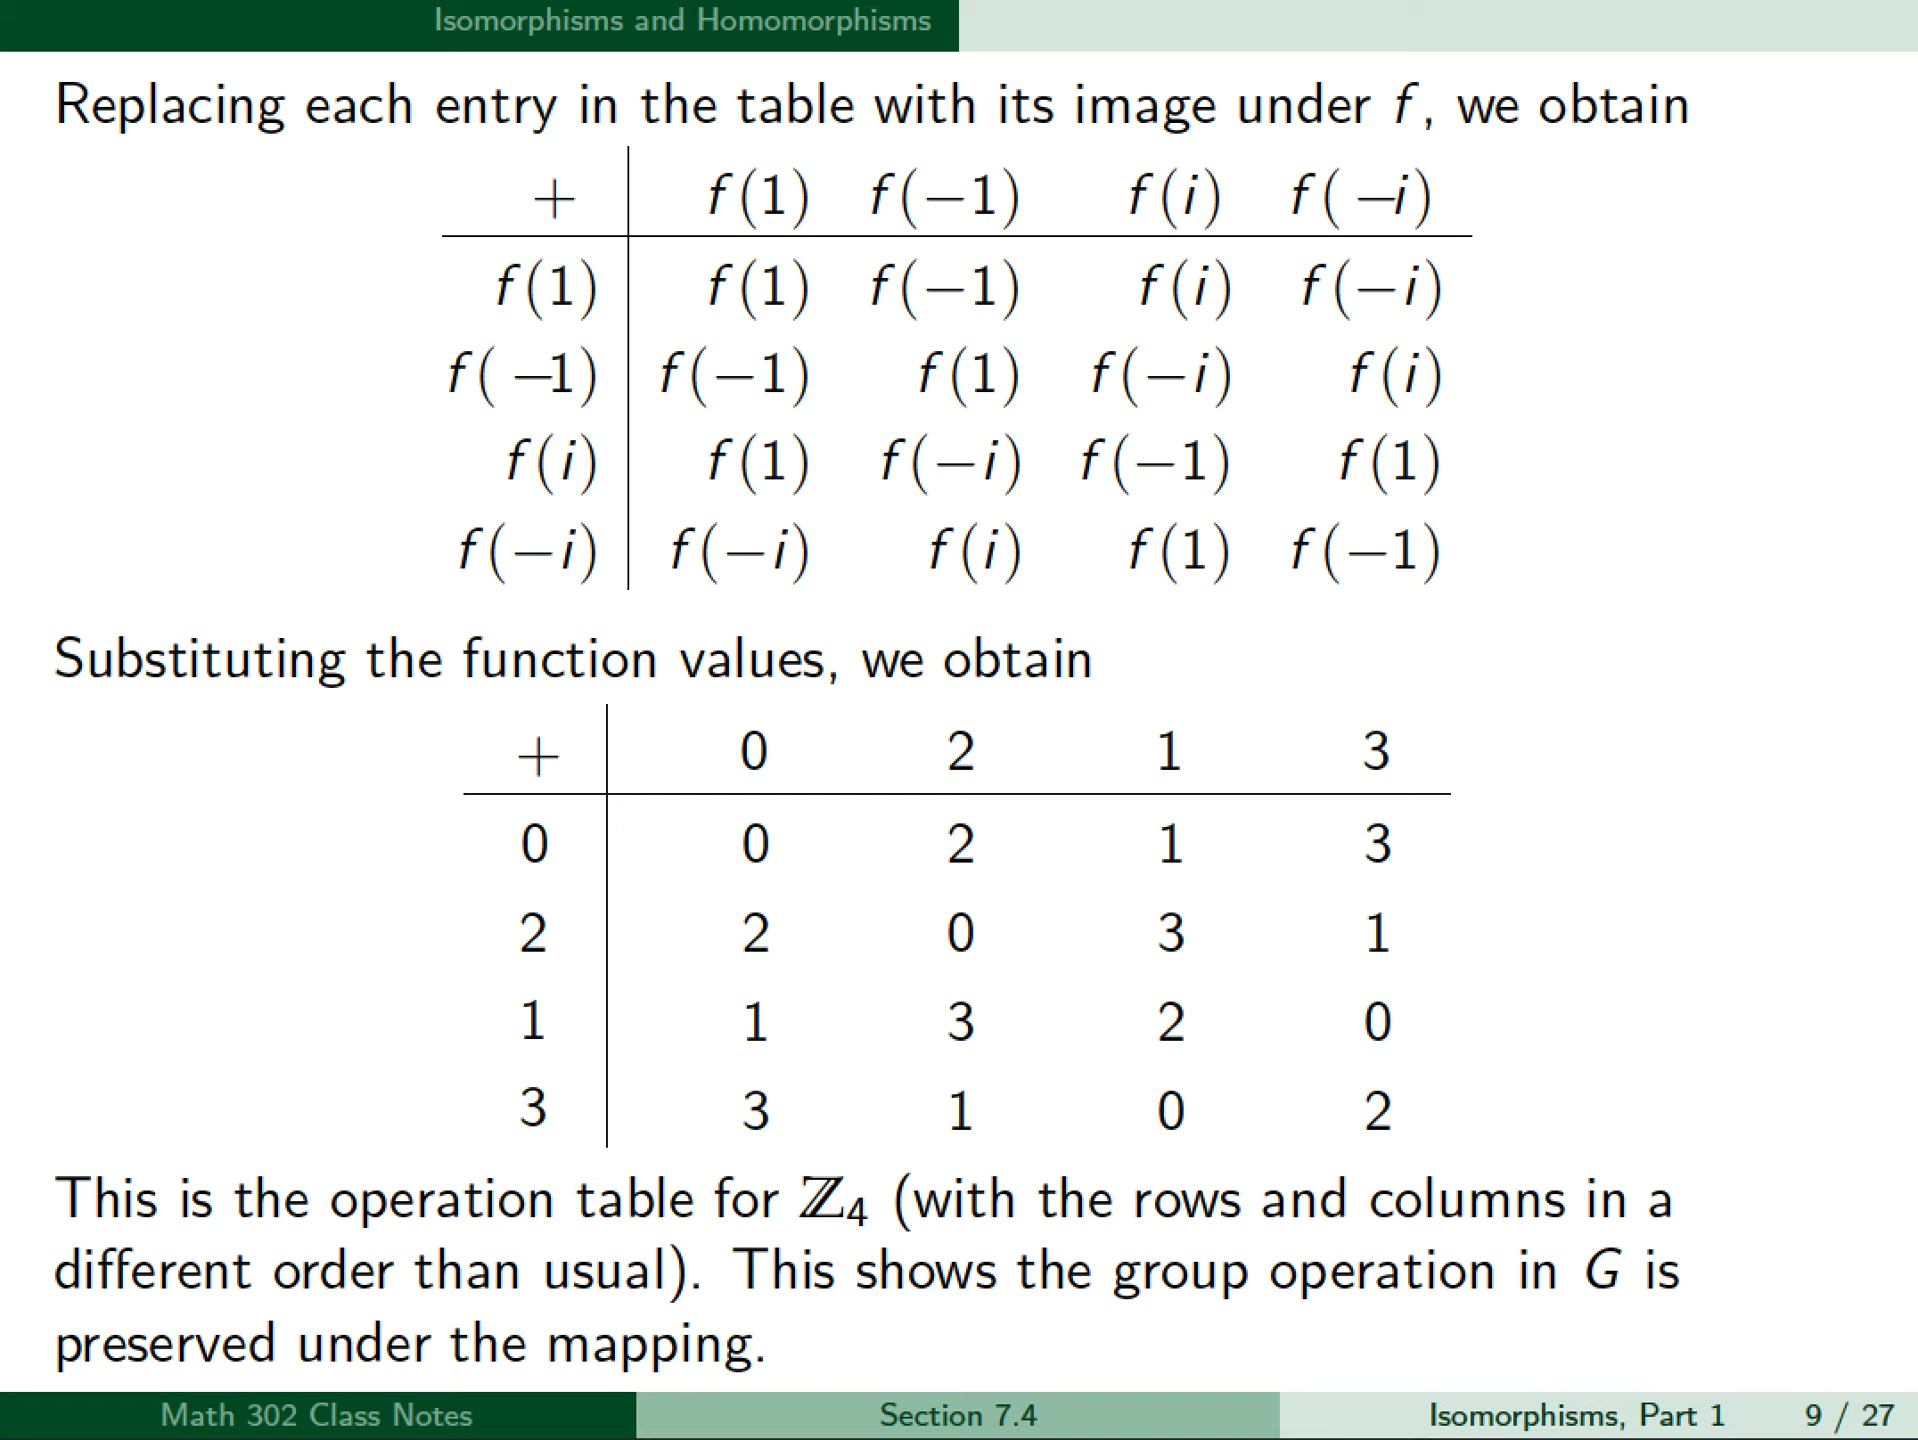 Isomorphisms and Homomorphisms
Replacing each entry in the table with its image under f, we obtain
+ f(1) f(−1) f(i) f(−i)
f(1) f(1) f(−1) f(i) f(−i)
f(−1) f(−1) f(1) f(−i) f(i)
f(i) f(1) f(−i) f(−1) f(1)
f(−i) f(−i) f(i) f(1) f(−1)
Substituting the function values, we obtain
+ 0 2 1 3
0 0 2 1 3
2 2 0 3 1
1 1 3 2 0
3 3 1 0 2
This is the operation table for ℤ₄ (with the rows and columns in a
different order than usual). This shows the group operation in G is
preserved under the mapping.
Math 302 Class Notes Section 7.4 Isomorphisms, Part 1 9 / 27